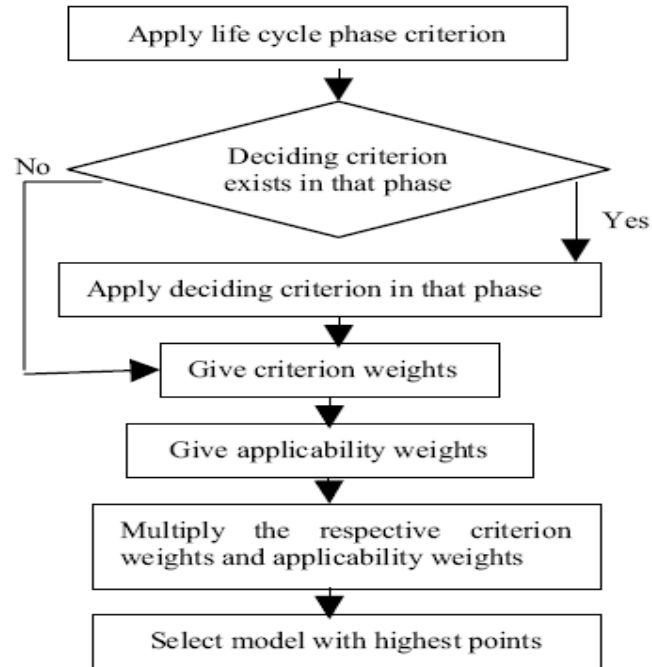 Apply life cycle phase criterion
Deciding criterion
exists in that phase
No
Yes
Apply deciding criterion in that phase
Give criterion weights
Give applicability weights
Multiply the respective criterion
weights and applicability weights
Select model with highest points